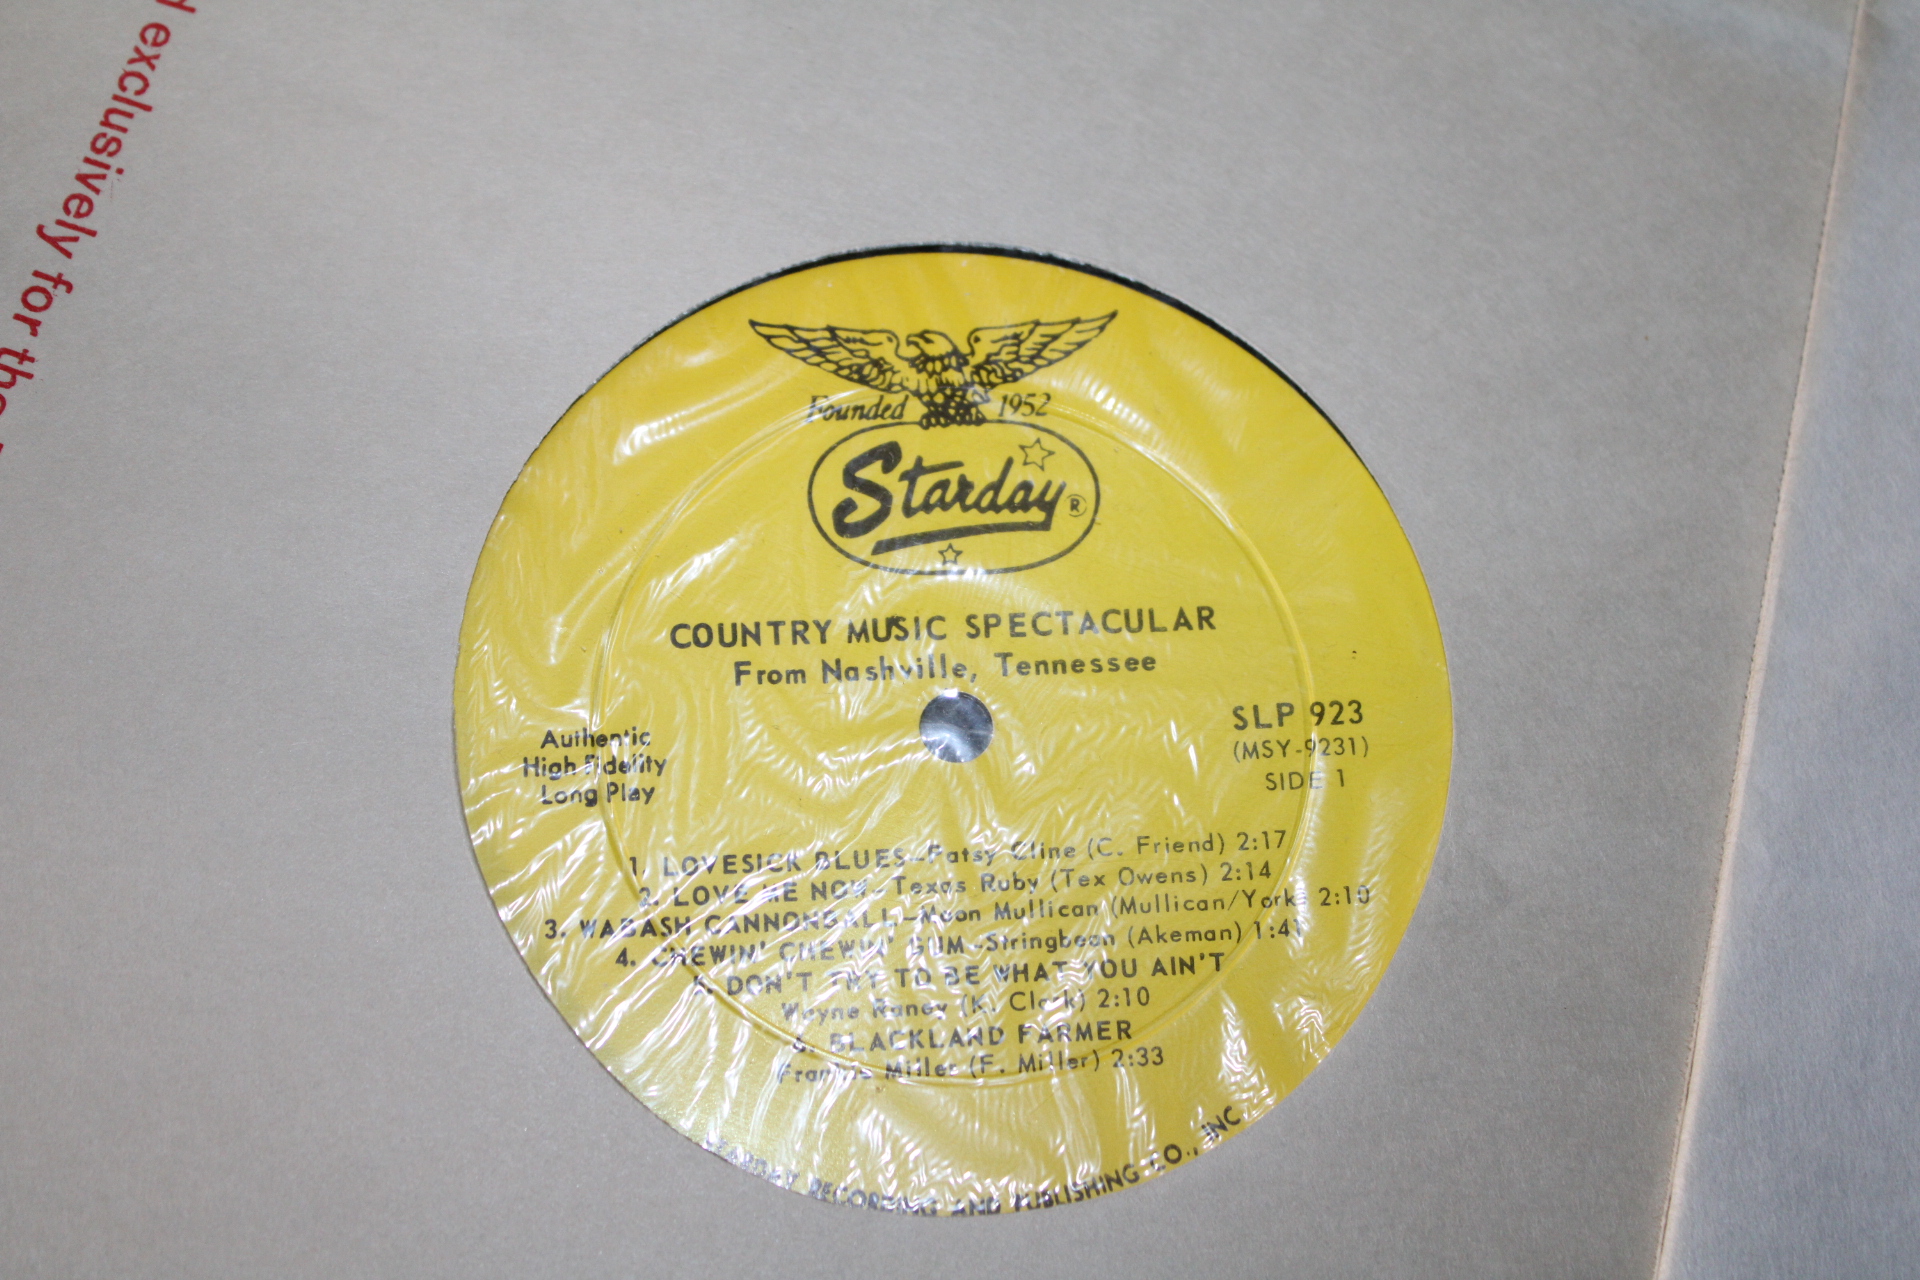 exclusively for
Founded 1952
Starday ®
COUNTRY MUSIC SPECTACULAR
From Nashville, Tennessee
Authentic
High Fidelity
Long Play
SLP 923
(MSY-9231)
SIDE 1
1. LOVESICK BLUES-Patsy Cline (C. Friend) 2:17
2. LOVE ME NOW-Texas Ruby (Tex Owens) 2:14
3. WABASH CANNONBALL-Moon Mullican (Mullican/York) 2:10
4. CHEWIN' CHEWIN' GUM-Stringbean (Akeman) 1:41
5. DON'T TRY TO BE WHAT YOU AIN'T
Wayne Raney (K. Clark) 2:10
6. BLACKLAND FARMER
Frankie Miller (F. Miller) 2:33
STARDAY RECORDING AND PUBLISHING CO., INC.